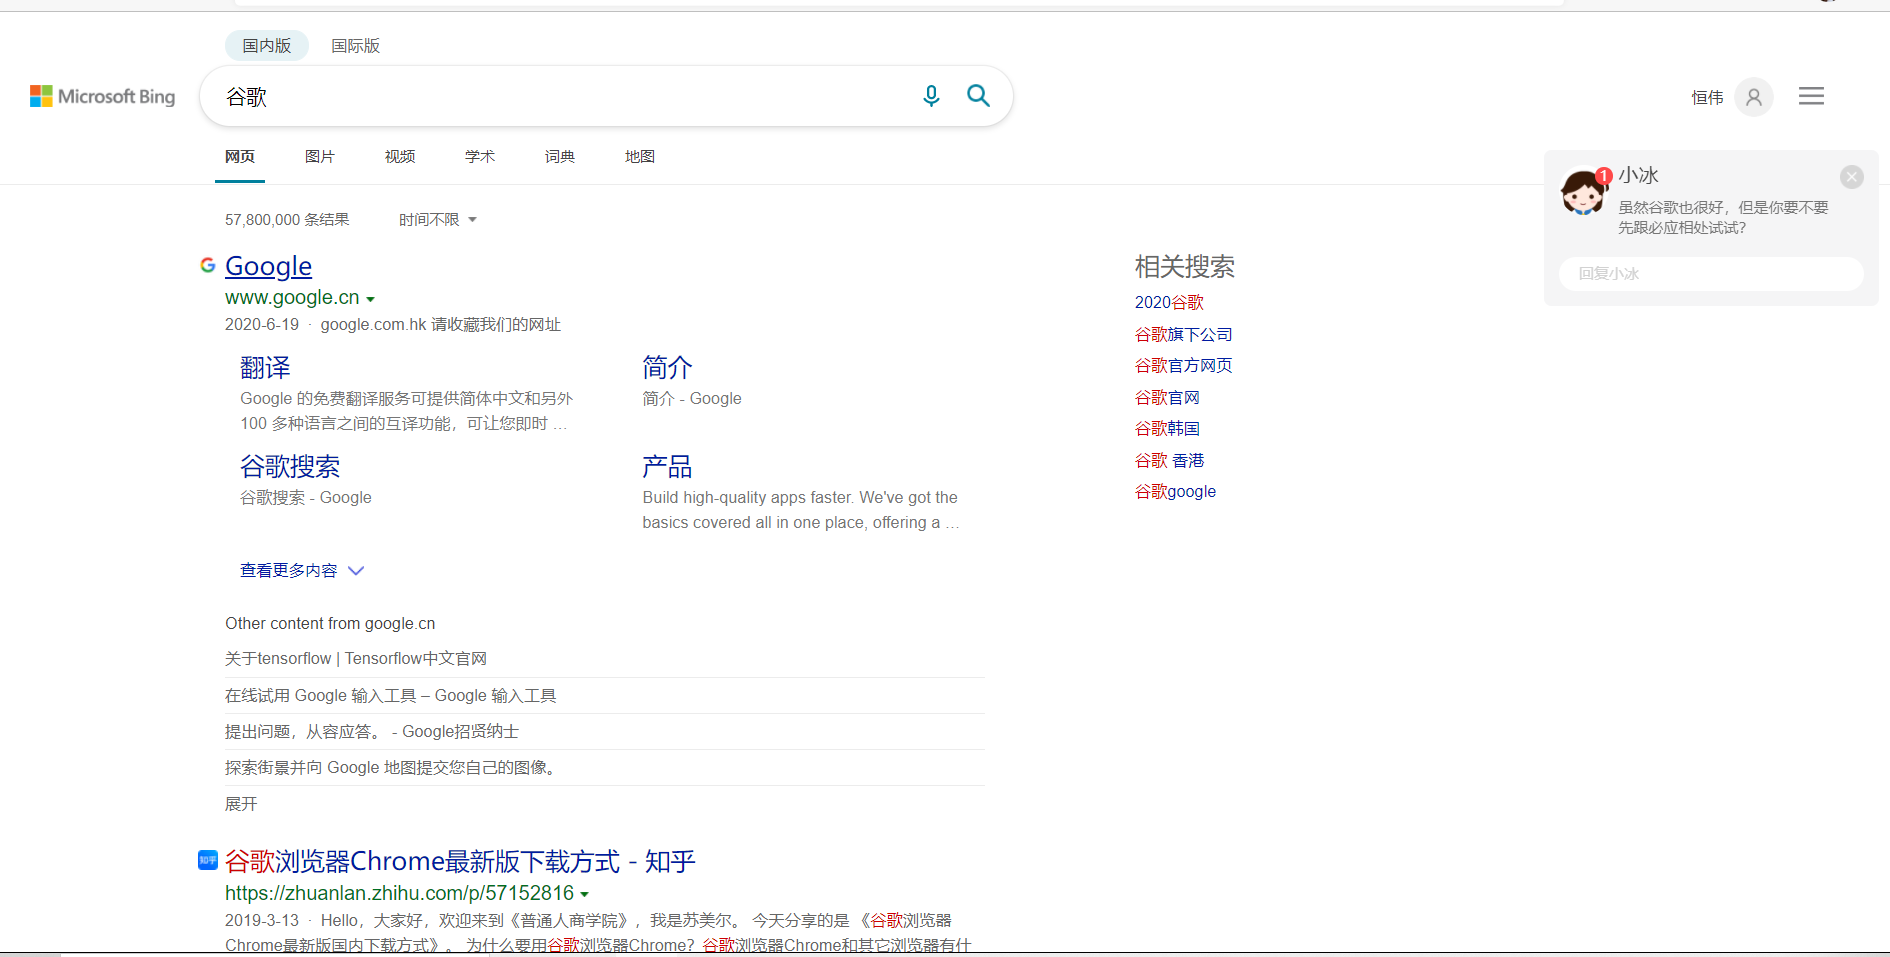 国内版 国际版
Microsoft Bing
谷歌
恒伟
网页 图片 视频 学术 词典 地图
1 小冰
虽然谷歌也很好，但是你要不要
先跟必应相处试试？
回复小冰
57,800,000 条结果 时间不限
Google
www.google.cn
2020-6-19 · google.com.hk 请收藏我们的网址
翻译
Google 的免费翻译服务可提供简体中文和另外
100 多种语言之间的互译功能，可让您即时 ...
简介
简介 - Google
谷歌搜索
谷歌搜索 - Google
产品
Build high-quality apps faster. We've got the
basics covered all in one place, offering a ...
查看更多内容
Other content from google.cn
关于tensorflow | Tensorflow中文官网
在线试用 Google 输入工具 – Google 输入工具
提出问题，从容应答。 - Google招贤纳士
探索街景并向 Google 地图提交您自己的图像。
展开
知乎
谷歌浏览器Chrome最新版下载方式 - 知乎
https://zhuanlan.zhihu.com/p/57152816
2019-3-13 · Hello，大家好，欢迎来到《普通人商学院》，我是苏美尔。 今天分享的是 《谷歌浏览器
Chrome最新版国内下载方式》。 为什么要用谷歌浏览器Chrome？谷歌浏览器Chrome和其它浏览器有什
相关搜索
2020谷歌
谷歌旗下公司
谷歌官方网页
谷歌官网
谷歌韩国
谷歌 香港
谷歌google